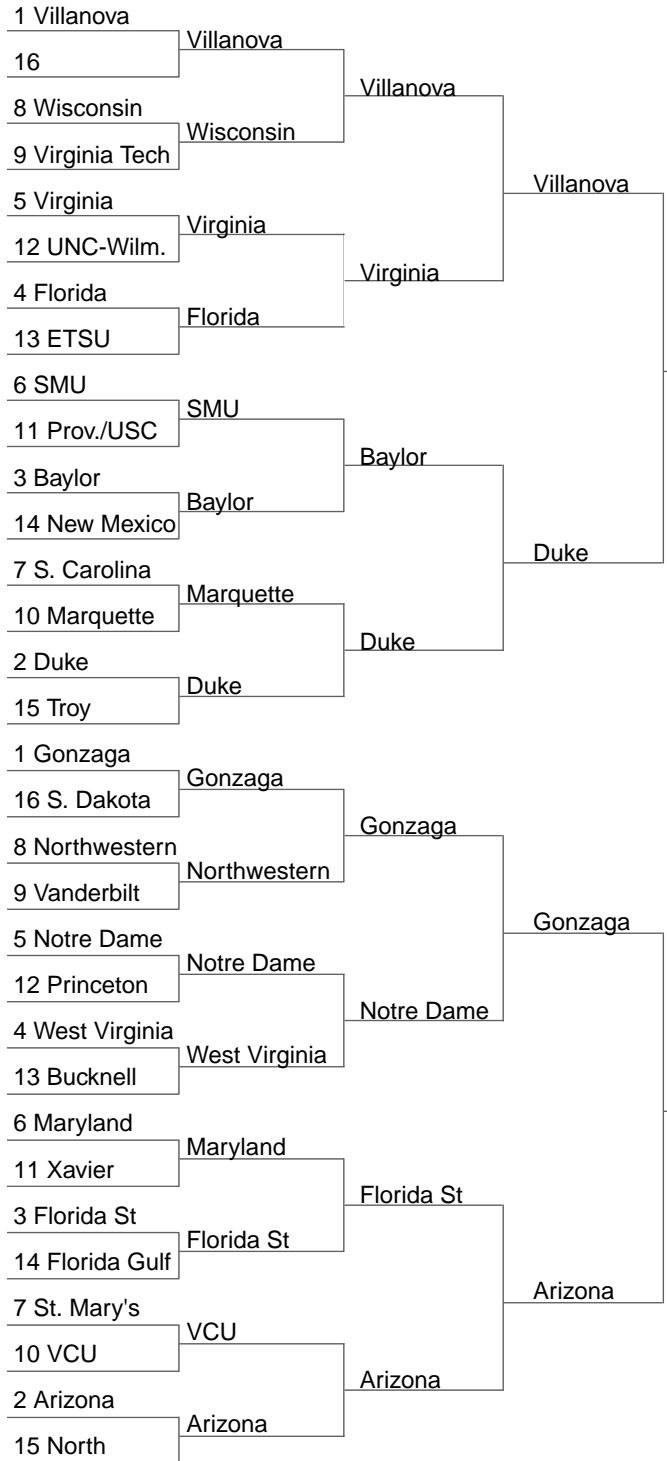 1 Villanova
16
8 Wisconsin
9 Virginia Tech
5 Virginia
12 UNC-Wilm.
4 Florida
13 ETSU
6 SMU
11 Prov./USC
3 Baylor
14 New Mexico
7 S. Carolina
10 Marquette
2 Duke
15 Troy
1 Gonzaga
16 S. Dakota
8 Northwestern
9 Vanderbilt
5 Notre Dame
12 Princeton
4 West Virginia
13 Bucknell
6 Maryland
11 Xavier
3 Florida St
14 Florida Gulf
7 St. Mary's
10 VCU
2 Arizona
15 North
Villanova
Wisconsin
Virginia
Florida
SMU
Baylor
Marquette
Duke
Gonzaga
Northwestern
Notre Dame
West Virginia
Maryland
Florida St
VCU
Arizona
Villanova
Virginia
Baylor
Duke
Gonzaga
Notre Dame
Florida St
Arizona
Villanova
Duke
Gonzaga
Arizona